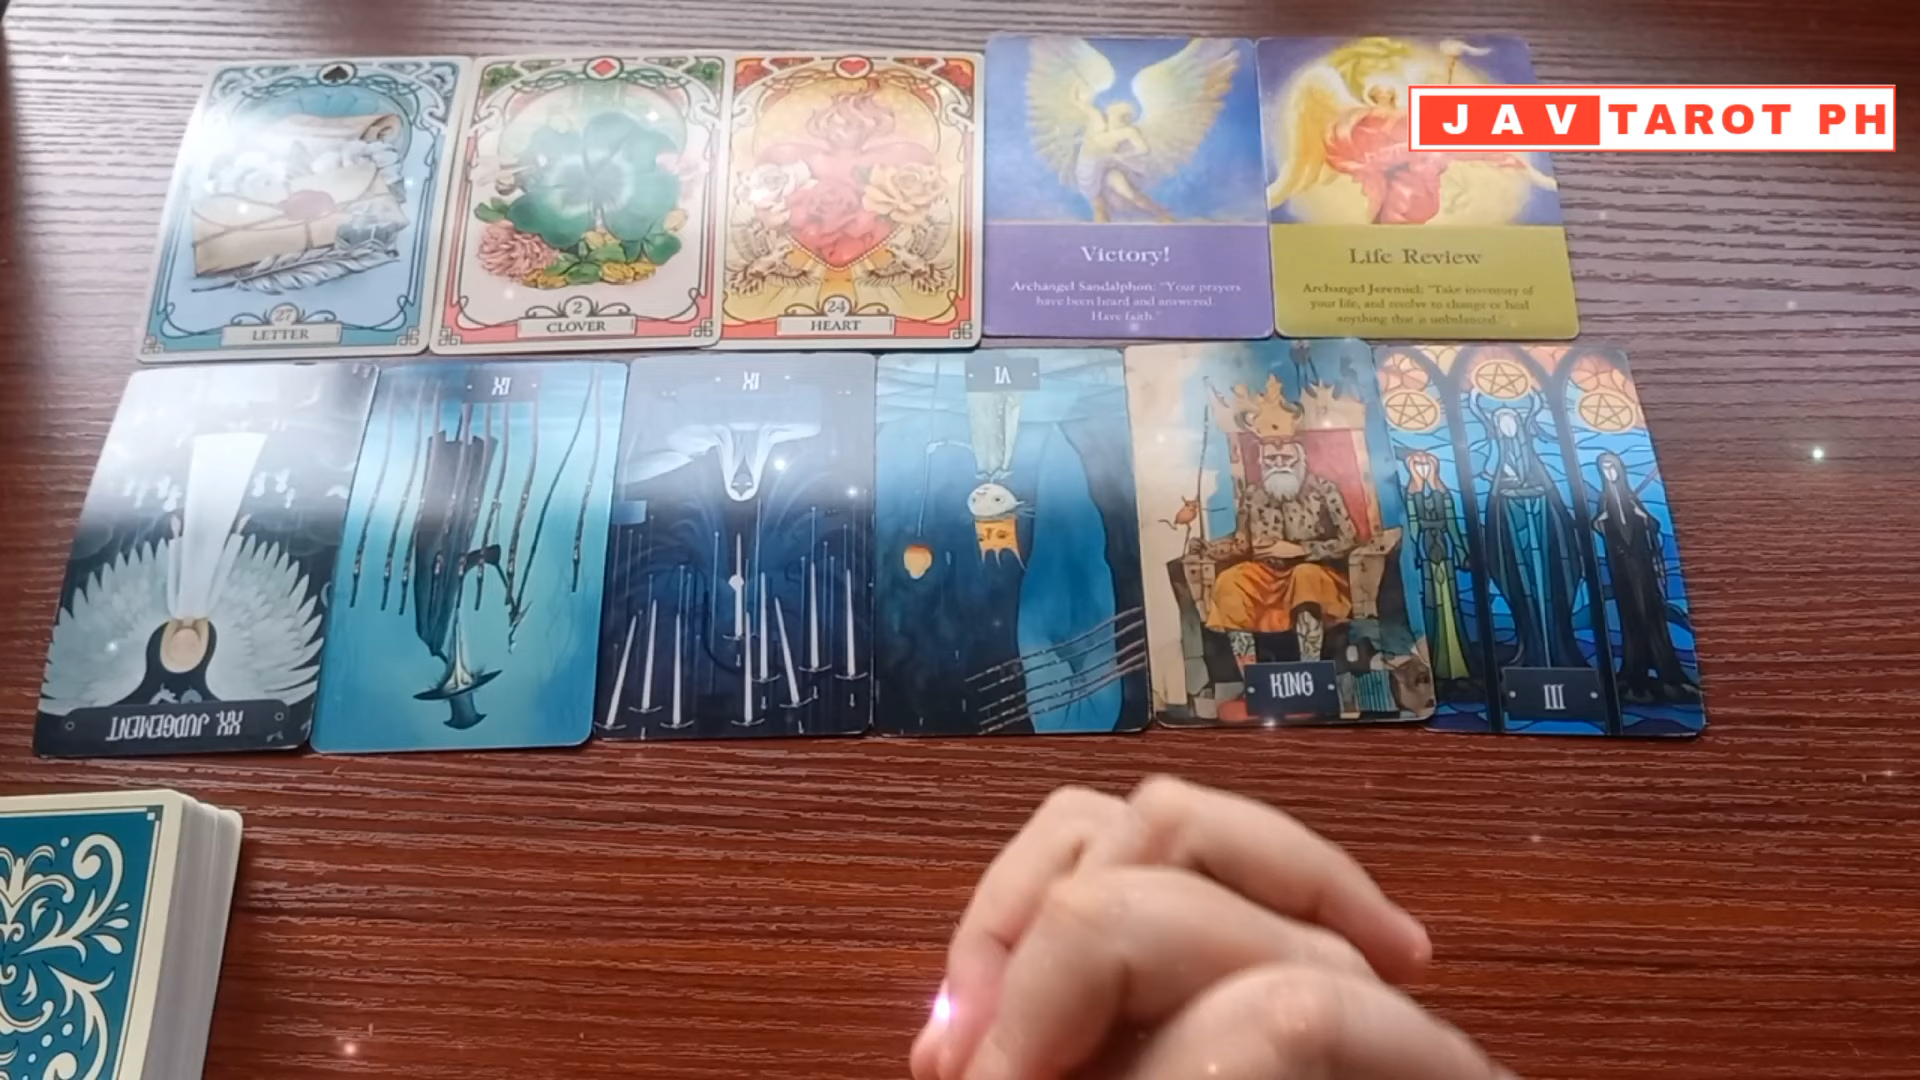 JAV TAROT PH
27
LETTER
2
CLOVER
24
HEART
Victory!
Archangel Sandalphon: "Your prayers
have been heard and answered.
Have faith."
Life Review
Archangel Jeremiel: "Take inventory of
your life, and resolve to change or heal
anything that is unbalanced."
XX. JUDGEMENT
IX
IX
VI
KING
III